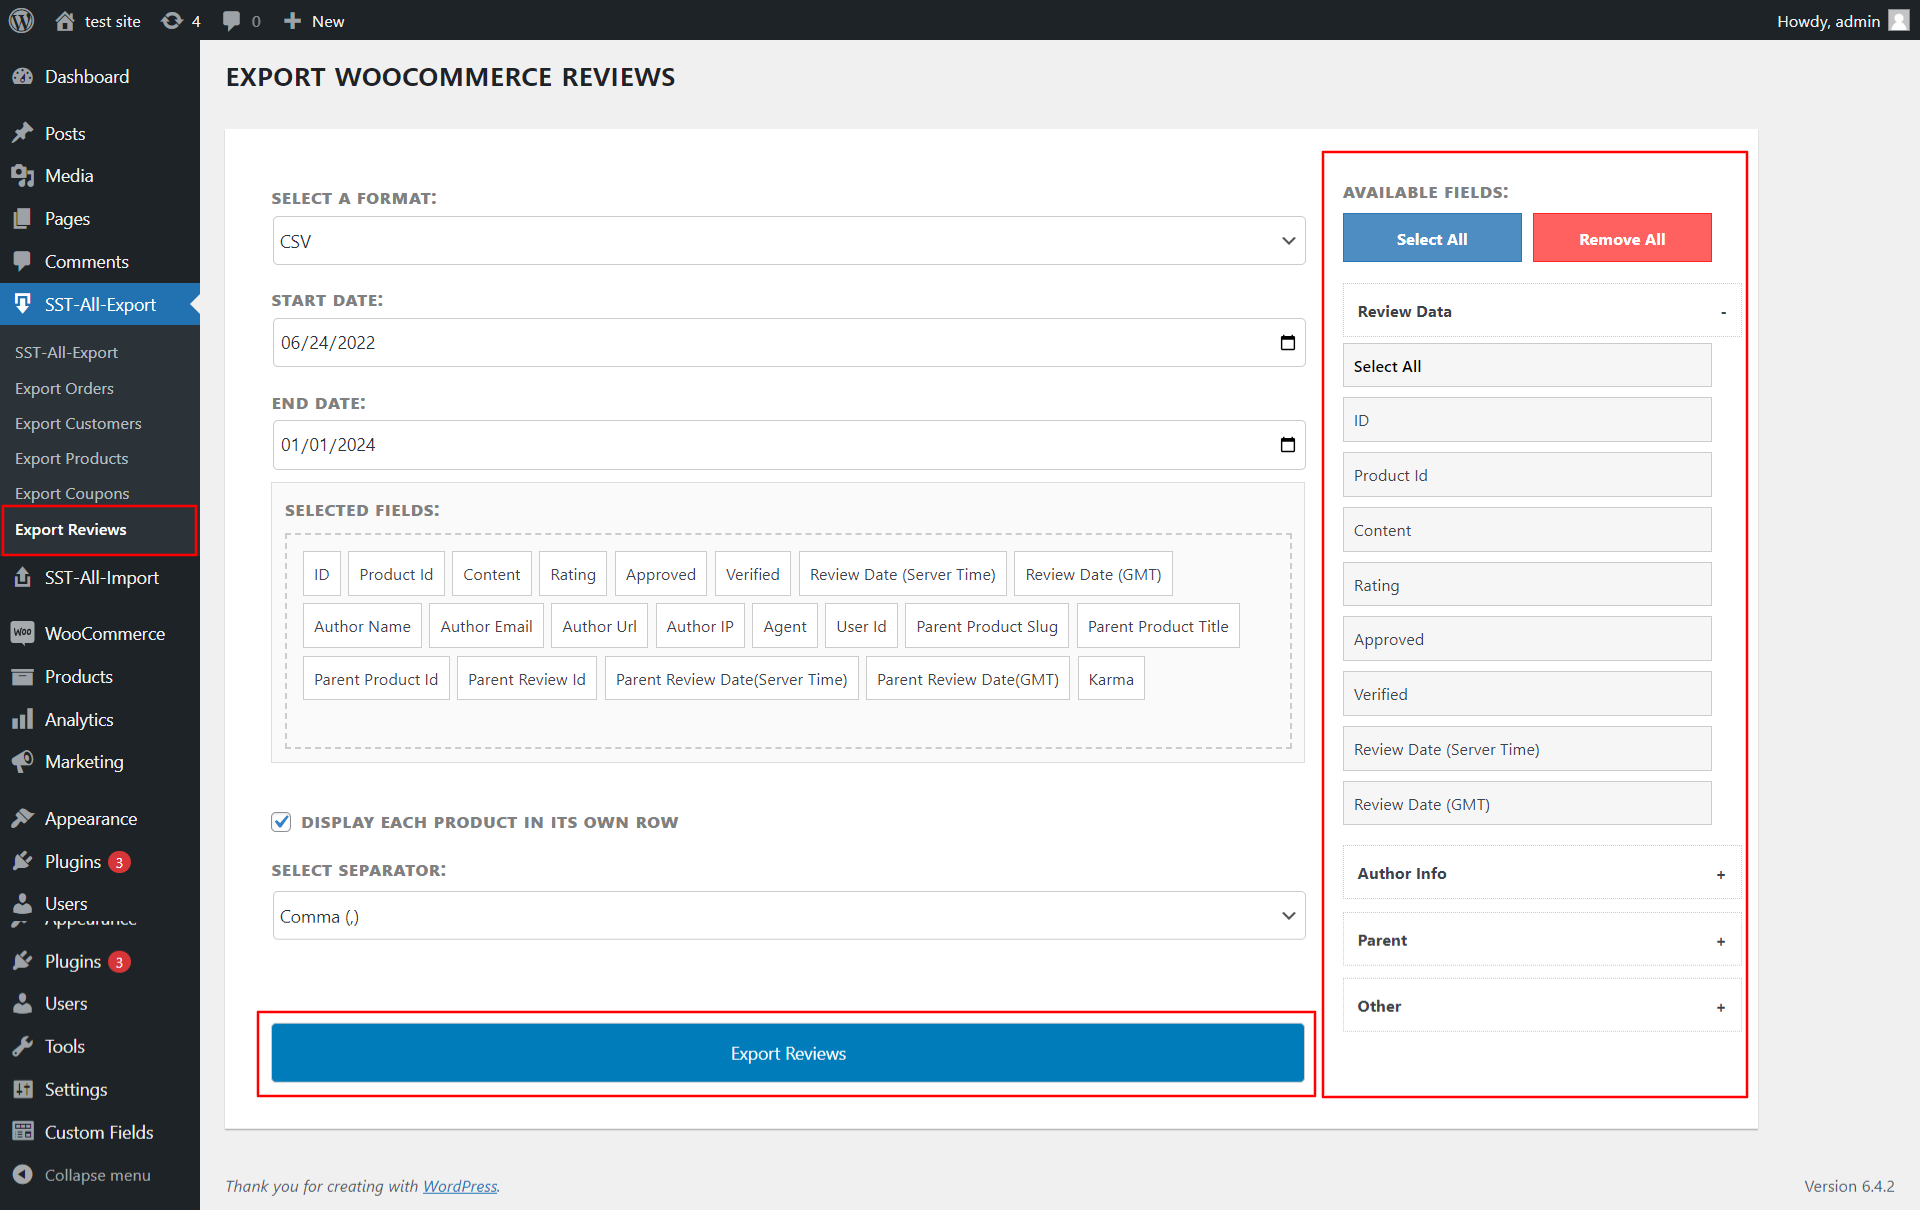 test site 4 0 New Howdy, admin
Dashboard
Posts
Media
Pages
Comments
SST-All-Export
SST-All-Export
Export Orders
Export Customers
Export Products
Export Coupons
Export Reviews
SST-All-Import
Woo WooCommerce
Products
Analytics
Marketing
Appearance
Plugins 3
Users
Appearance
Plugins 3
Users
Tools
Settings
Custom Fields
Collapse menu
EXPORT WOOCOMMERCE REVIEWS
SELECT A FORMAT:
CSV
START DATE:
06/24/2022
END DATE:
01/01/2024
SELECTED FIELDS:
ID Product Id Content Rating Approved Verified Review Date (Server Time) Review Date (GMT)
Author Name Author Email Author Url Author IP Agent User Id Parent Product Slug Parent Product Title
Parent Product Id Parent Review Id Parent Review Date(Server Time) Parent Review Date(GMT) Karma
DISPLAY EACH PRODUCT IN ITS OWN ROW
SELECT SEPARATOR:
Comma (,)
Export Reviews
AVAILABLE FIELDS:
Select All Remove All
Review Data -
Select All
ID
Product Id
Content
Rating
Approved
Verified
Review Date (Server Time)
Review Date (GMT)
Author Info +
Parent +
Other +
Thank you for creating with WordPress.
Version 6.4.2